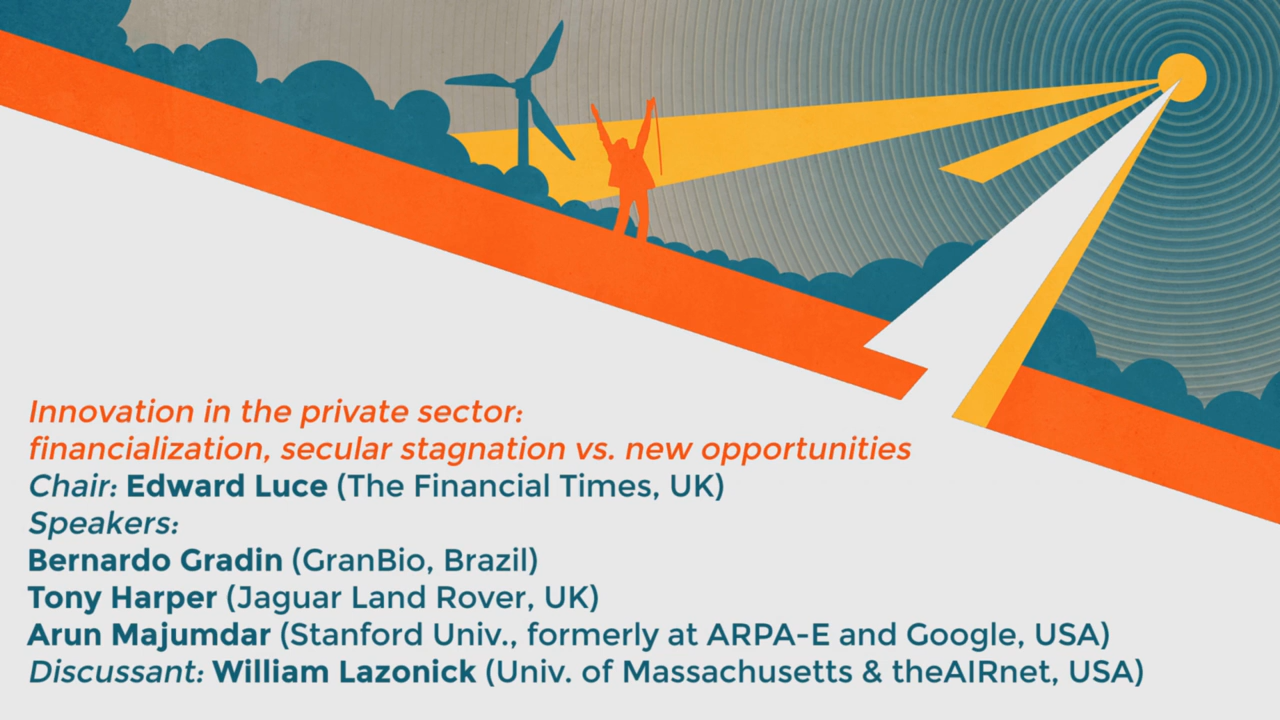 Innovation in the private sector:
financialization, secular stagnation vs. new opportunities
Chair: Edward Luce (The Financial Times, UK)
Speakers:
Bernardo Gradin (GranBio, Brazil)
Tony Harper (Jaguar Land Rover, UK)
Arun Majumdar (Stanford Univ., formerly at ARPA-E and Google, USA)
Discussant: William Lazonick (Univ. of Massachusetts & theAIRnet, USA)